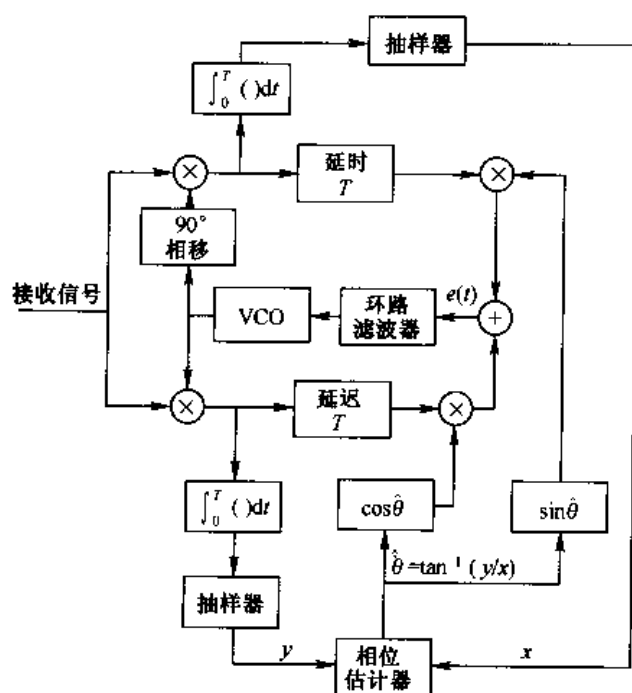 抽样器
∫₀ᵀ ( )dt
×
延时
T
×
90°
相移
接收信号
VCO
环路
滤波器
e(t)
+
×
延迟
T
×
∫₀ᵀ ( )dt
cosθ̂
sinθ̂
θ̂=tan⁻¹(y/x)
抽样器
y
相位
估计器
x